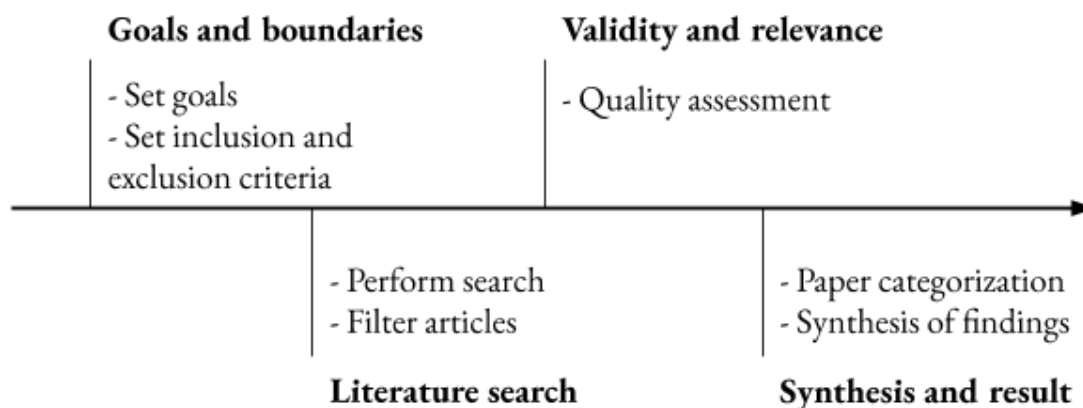 Goals and boundaries
- Set goals
- Set inclusion and
exclusion criteria
Validity and relevance
- Quality assessment
- Perform search
- Filter articles
Literature search
- Paper categorization
- Synthesis of findings
Synthesis and result